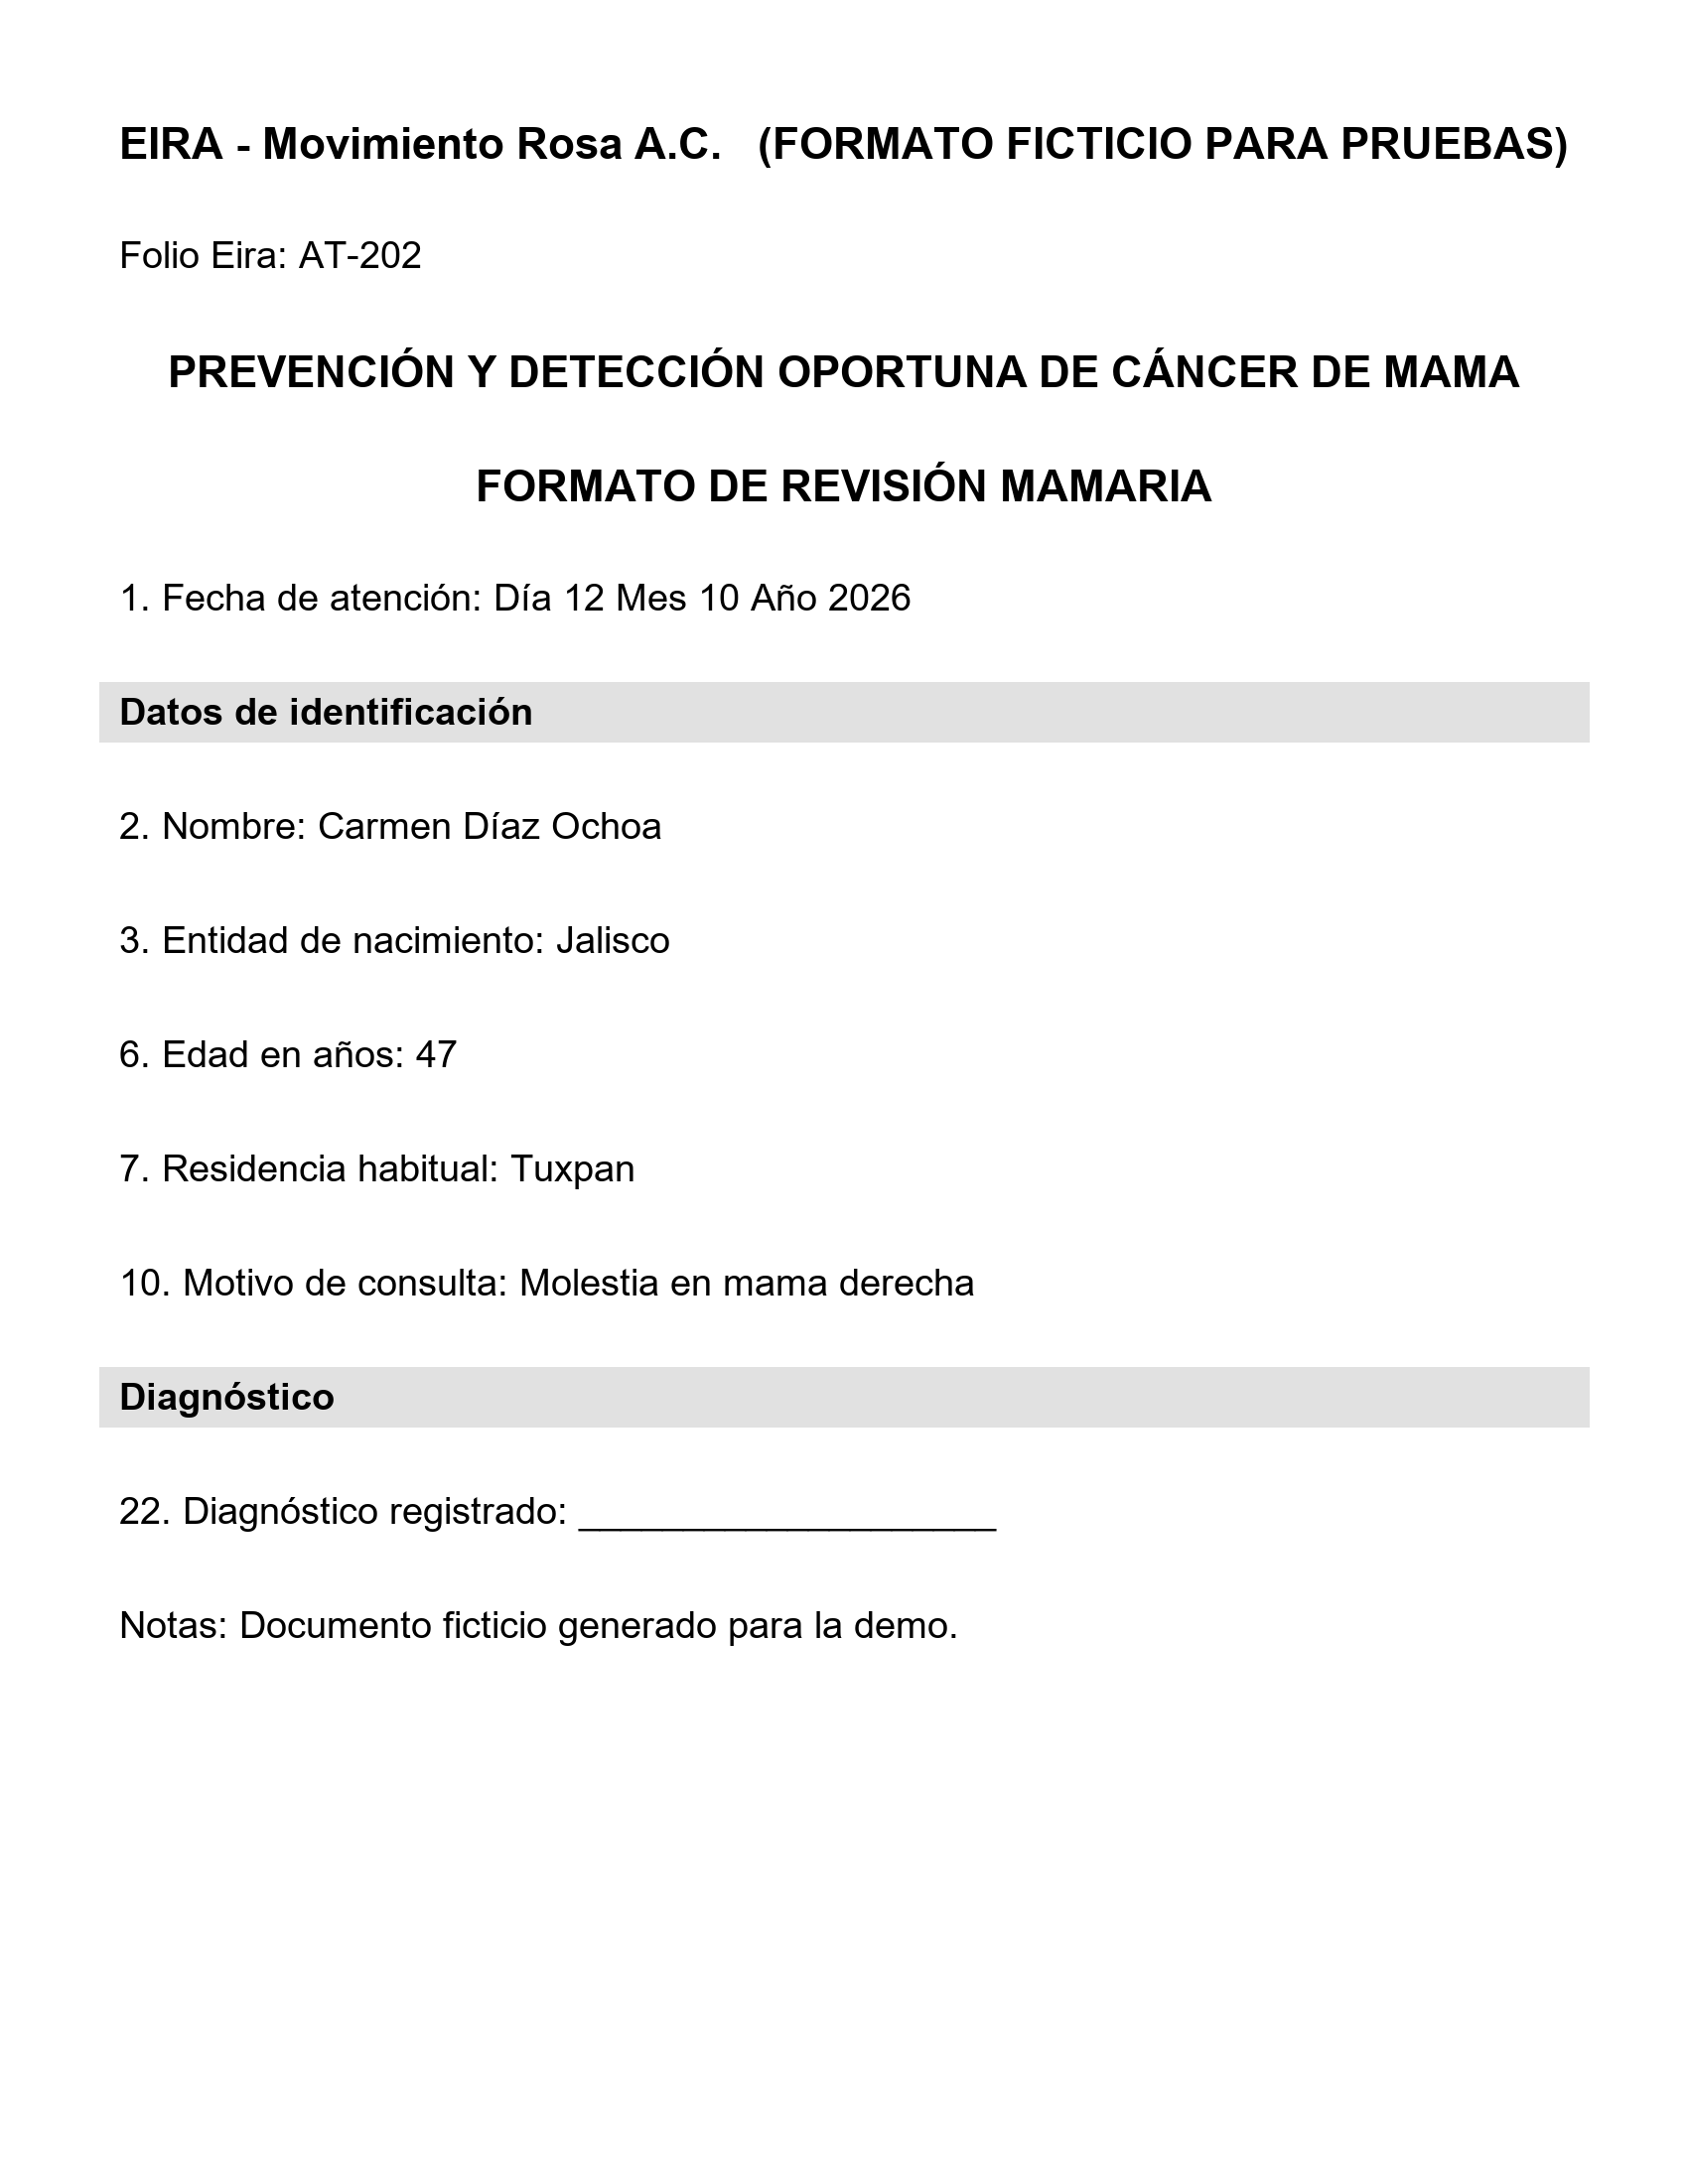 EIRA - Movimiento Rosa A.C.   (FORMATO FICTICIO PARA PRUEBAS)
Folio Eira: AT-202
PREVENCIÓN Y DETECCIÓN OPORTUNA DE CÁNCER DE MAMA
FORMATO DE REVISIÓN MAMARIA
1. Fecha de atención: Día 12 Mes 10 Año 2026
Datos de identificación
2. Nombre: Carmen Díaz Ochoa
3. Entidad de nacimiento: Jalisco
6. Edad en años: 47
7. Residencia habitual: Tuxpan
10. Motivo de consulta: Molestia en mama derecha
Diagnóstico
22. Diagnóstico registrado: ____________________
Notas: Documento ficticio generado para la demo.